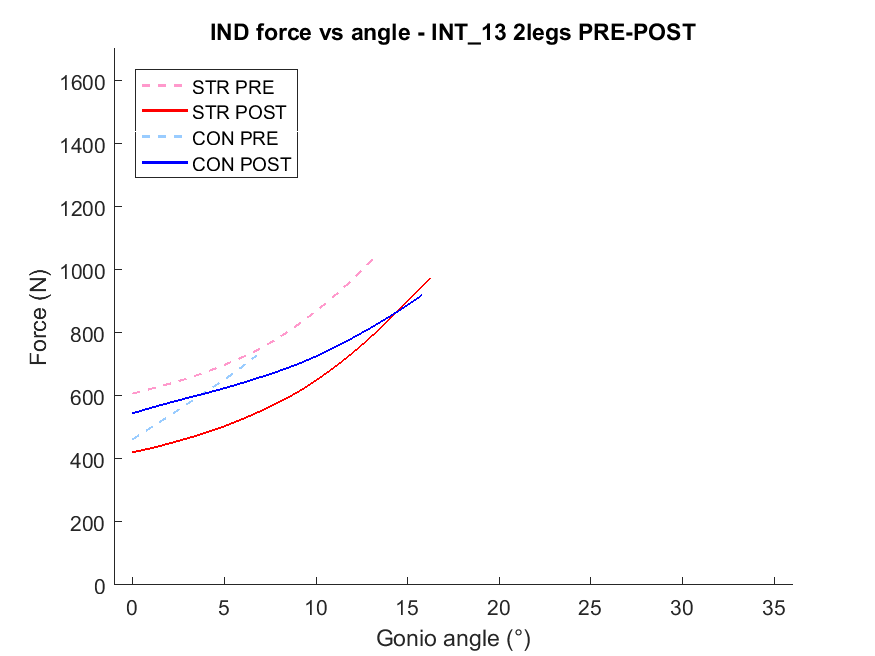 IND force vs angle - INT_13 2legs PRE-POST
STR PRE
STR POST
CON PRE
CON POST
1600
1400
1200
1000
800
600
400
200
0
Force (N)
0 5 10 15 20 25 30 35
Gonio angle (°)